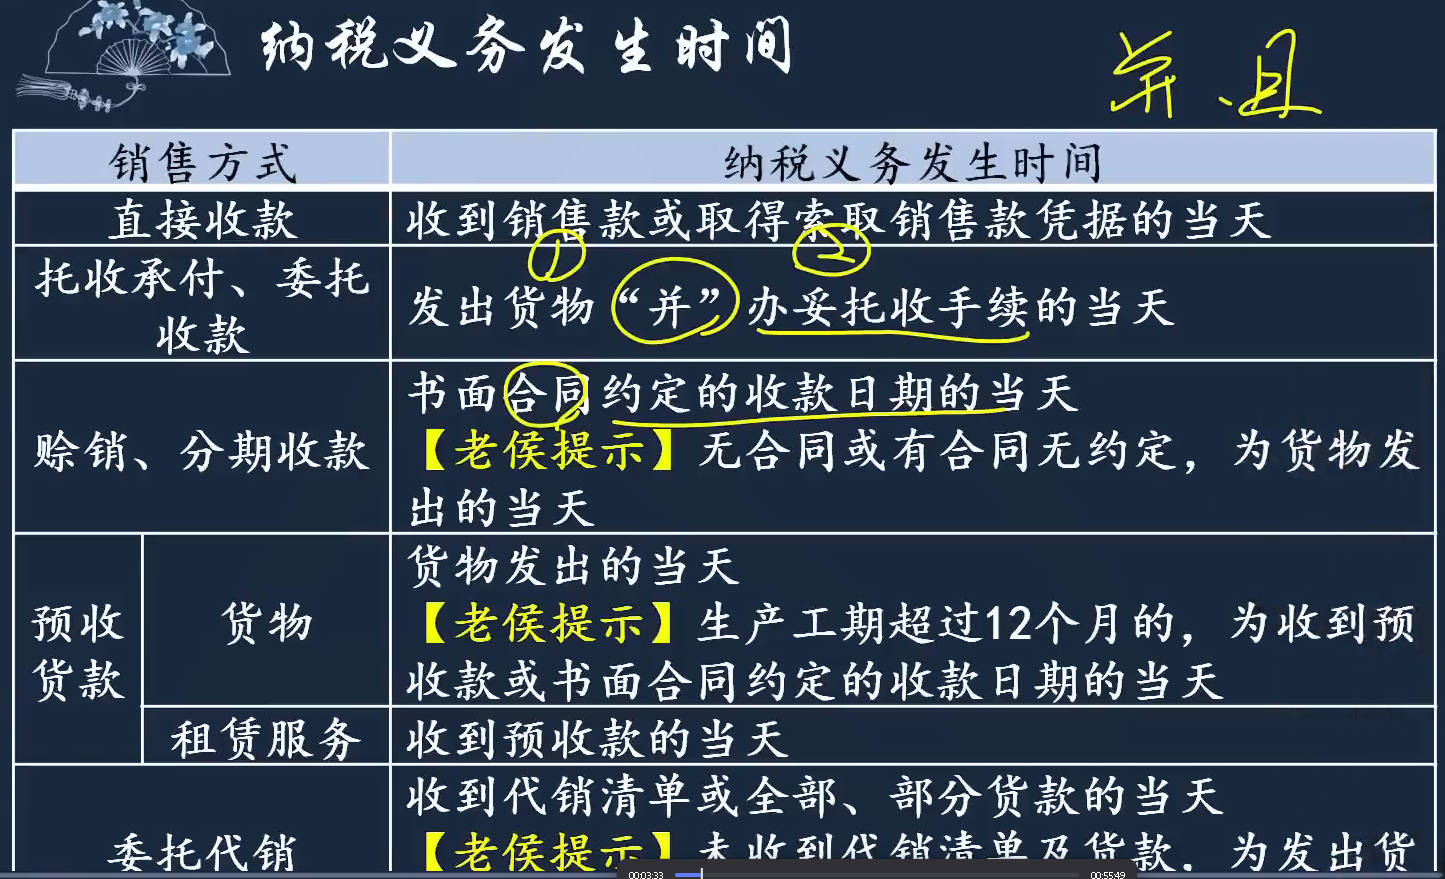 纳税义务发生时间
并且
销售方式
纳税义务发生时间
直接收款
收到销售款或取得索取销售款凭据的当天
① ②
托收承付、委托
收款
发出货物“并”办妥托收手续的当天
赊销、分期收款
书面合同约定的收款日期的当天
【老侯提示】无合同或有合同无约定，为货物发
出的当天
预收
货款
货物
货物发出的当天
【老侯提示】生产工期超过12个月的，为收到预
收款或书面合同约定的收款日期的当天
租赁服务
收到预收款的当天
委托代销
收到代销清单或全部、部分货款的当天
【老侯提示】未收到代销清单及货款，为发出货
00:03:33
00:55:49